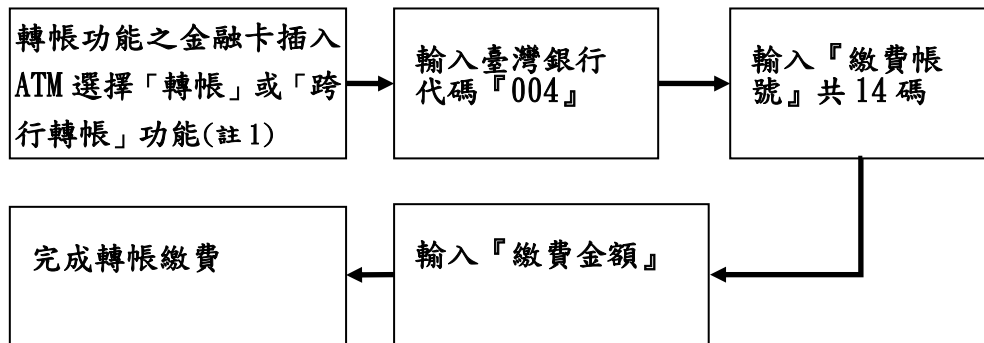 轉帳功能之金融卡插入
ATM 選擇「轉帳」或「跨
行轉帳」功能(註 1)
輸入臺灣銀行
代碼『004』
輸入『繳費帳
號』共 14 碼
輸入『繳費金額』
完成轉帳繳費